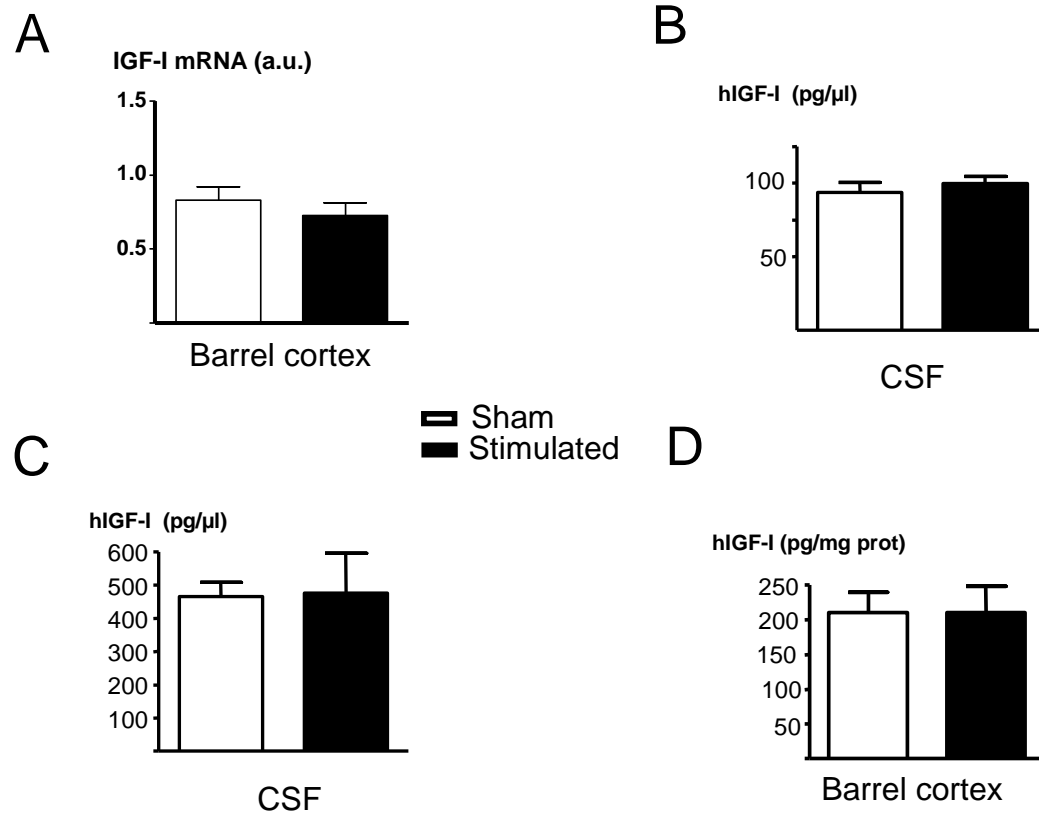 A
IGF-I mRNA (a.u.)
1.5
1.0
0.5
Barrel cortex
B
hIGF-I (pg/µl)
100
50
CSF
Sham
Stimulated
C
hIGF-I (pg/µl)
600
500
400
300
200
100
CSF
D
hIGF-I (pg/mg prot)
250
200
150
100
50
Barrel cortex